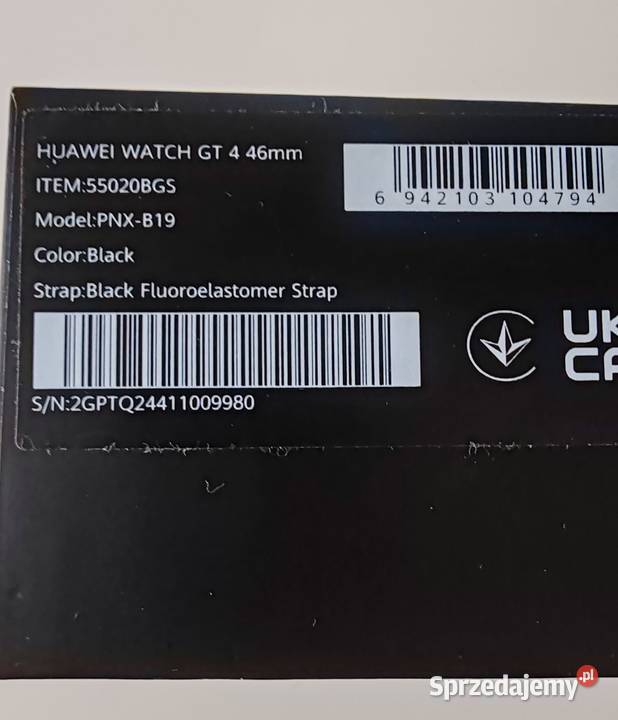 HUAWEI WATCH GT 4 46mm
ITEM:55020BGS
Model:PNX-B19
Color:Black
Strap:Black Fluoroelastomer Strap
S/N:2GPTQ24411009980
6 942103 104794
UK
CA
Sprzedajemy.pl